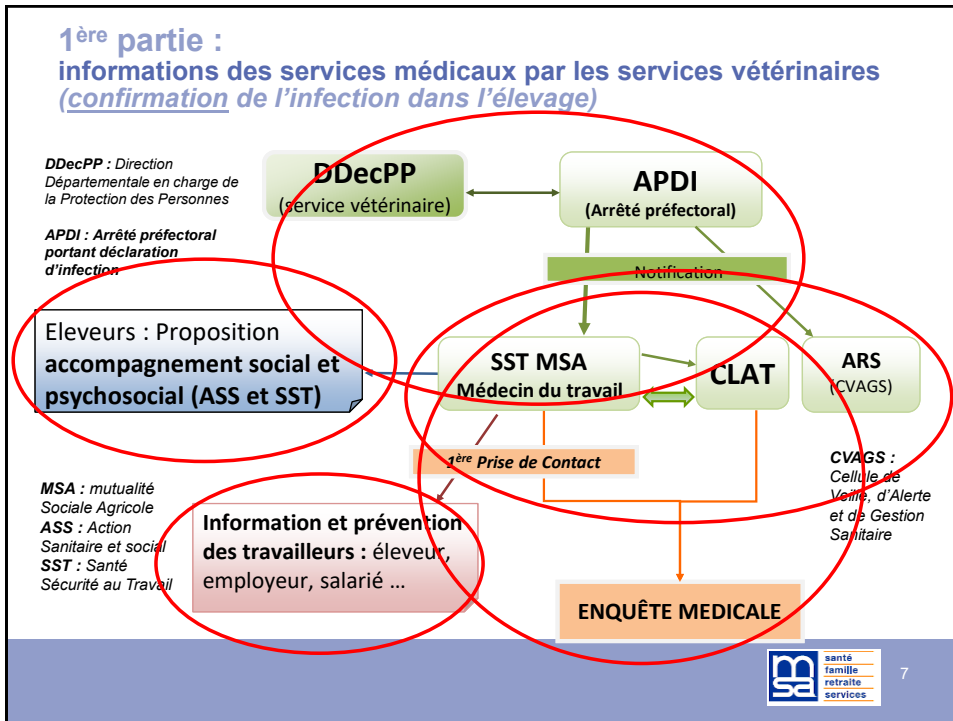 1ère partie :
informations des services médicaux par les services vétérinaires
(confirmation de l'infection dans l'élevage)
DDecPP : Direction
Départementale en charge de
la Protection des Personnes
APDI : Arrêté préfectoral
portant déclaration
d'infection
DDecPP
(service vétérinaire)
APDI
(Arrêté préfectoral)
Notification
Eleveurs : Proposition
accompagnement social et
psychosocial (ASS et SST)
SST MSA
Médecin du travail
CLAT
ARS
(CVAGS)
1ère Prise de Contact
CVAGS :
Cellule de
Veille, d'Alerte
et de Gestion
Sanitaire
MSA : mutualité
Sociale Agricole
ASS : Action
Sanitaire et social
SST : Santé
Sécurité au Travail
Information et prévention
des travailleurs : éleveur,
employeur, salarié ...
ENQUÊTE MEDICALE
msa
santé
famille
retraite
services
7